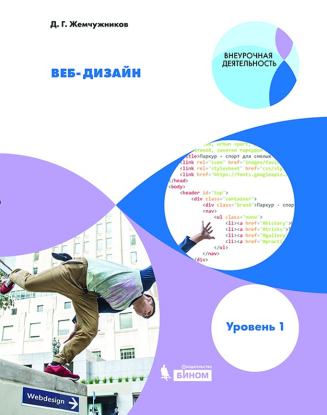 Д. Г. Жемчужников
ВНЕУРОЧНАЯ
ДЕЯТЕЛЬНОСТЬ
ВЕБ-ДИЗАЙН
<title>Паркур - спорт для смелых
<link rel="icon" href="images/fav
<link rel="stylesheet" href="css/sty
<link href="https://fonts.googleapis.
</head>
<body>
<header id="top">
<div class="container">
<div class="brand">Паркур - спор
<nav>
<ul class="menu">
<li><a href="#history">
<li><a href="#tricks">
<li><a href="#gallery
<li><a href="#practi
</ul>
</nav>
</div>
Уровень 1
Webdesign
Издательство
БИНОМ